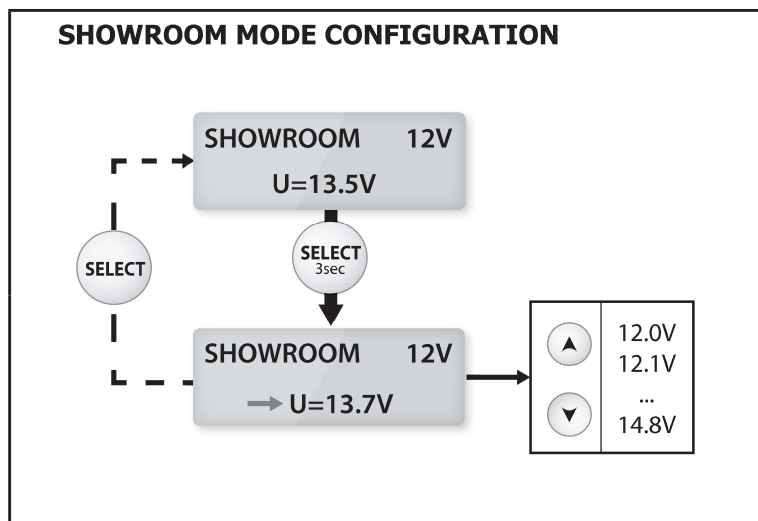 SHOWROOM MODE CONFIGURATION
SHOWROOM 12V
U=13.5V
SELECT
SELECT
3sec
SHOWROOM 12V
U=13.7V
12.0V
12.1V
...
14.8V